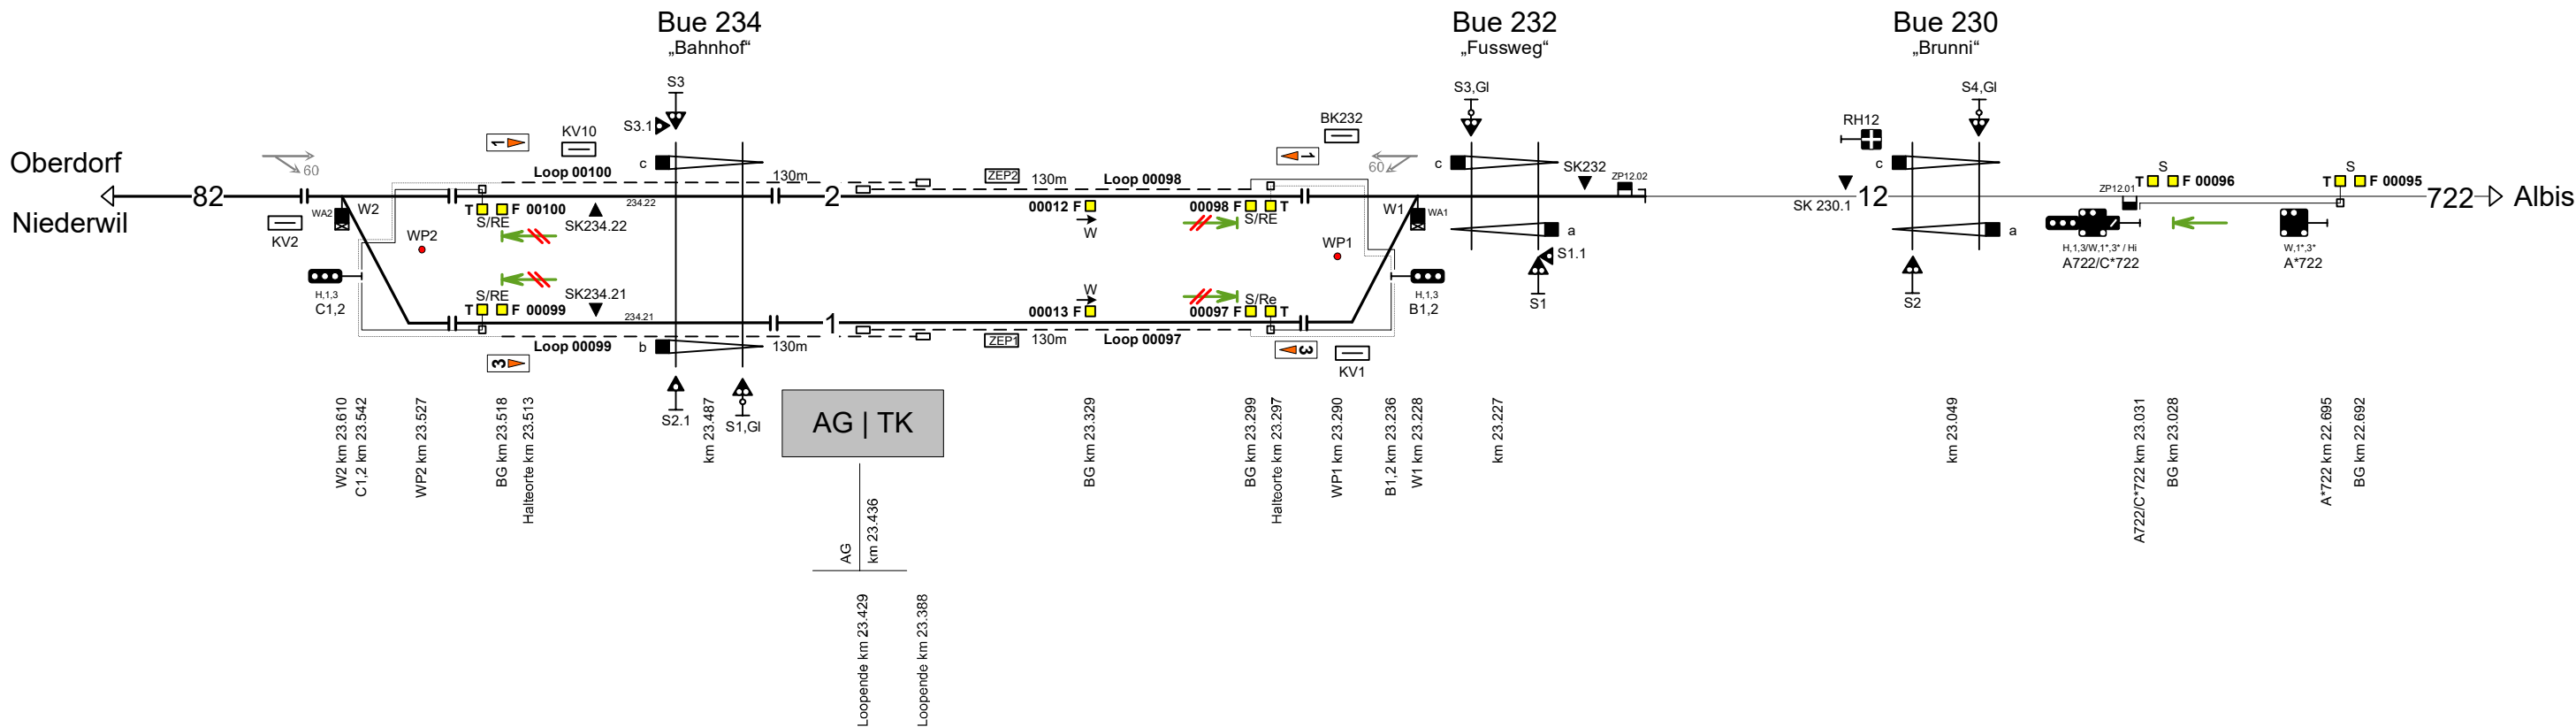 Bue 234
„Bahnhof“
Bue 232
„Fussweg“
Bue 230
„Brunni“
S3
S3,Gl
S4,Gl
S3.1
KV10
BK232
RH12
1
1
60
60
c
c
c
Oberdorf
Niederwil
Loop 00100
130m
ZEP2
130m
Loop 00098
SK232
ZP12.02
SK 230.1
ZP12.01
S
S
T
F 00096
T
F 00095
82
2
12
722
Albis
KV2
WA2
W2
T
F 00100
S/RE
SK234.22
234.22
00012 F
W
00098 F
T
S/RE
W1
WA1
a
a
WP2
WP1
S1.1
H,1,3/W,1*,3* / Hi
A722/C*722
W,1*,3*
A*722
H,1,3
C1,2
H,1,3
B1,2
S1
S2
S/RE
T
F 00099
SK234.21
234.21
W
00013 F
S/Re
00097 F
T
1
3
Loop 00099
b
130m
ZEP1
130m
Loop 00097
3
KV1
S2.1
S1,Gl
AG | TK
W2 km 23.610
C1,2 km 23.542
WP2 km 23.527
BG km 23.518
Halteorte km 23.513
km 23.487
AG
km 23.436
Loopende km 23.429
Loopende km 23.388
BG km 23.329
BG km 23.299
Halteorte km 23.297
WP1 km 23.290
B1,2 km 23.236
W1 km 23.228
km 23.227
km 23.049
A722/C*722 km 23.031
BG km 23.028
A*722 km 22.695
BG km 22.692